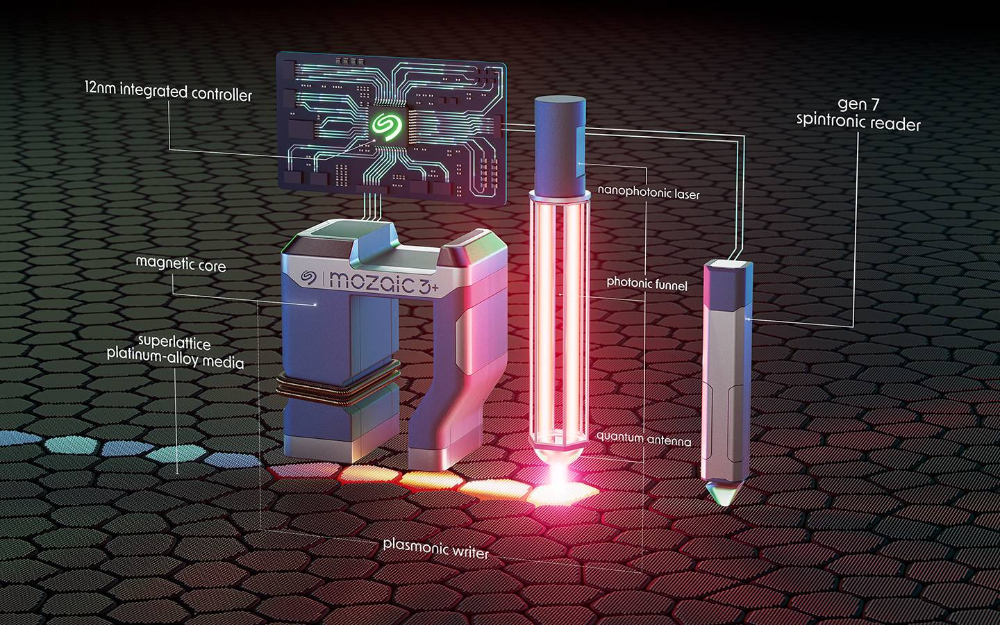 12nm integrated controller
gen 7
spintronic reader
nanophotonic laser
magnetic core
mozaic 3+
photonic funnel
superlattice
platinum-alloy media
quantum antenna
plasmonic writer